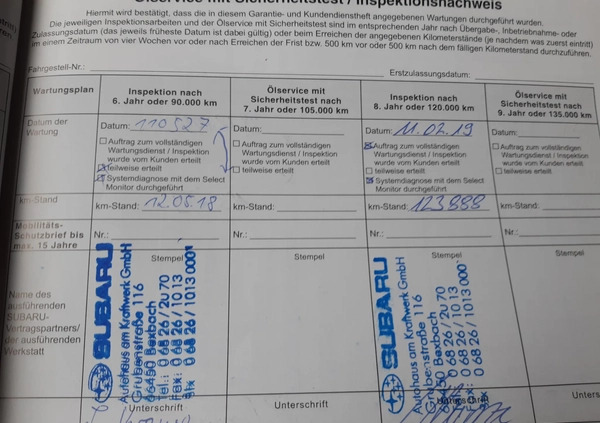 Ölservice mit Sicherheitstest / Inspektionsnachweis
Hiermit wird bestätigt, dass die in diesem Garantie- und Kundendienstheft angegebenen Wartungen durchgeführt wurden.
Die jeweiligen Inspektionsarbeiten und der Ölservice mit Sicherheitstest sind im entsprechenden Jahr nach Übergabe-, Inbetriebnahme- oder
Zulassungsdatum (das jeweils früheste Datum ist dabei gültig) oder beim Erreichen der angegebenen Kilometerstände (je nachdem was zuerst eintritt)
im einem Zeitraum von vier Wochen vor oder nach Erreichen der Frist bzw. 500 km vor oder 500 km nach dem fälligen Kilometerstand durchzuführen.
Fahrgestell-Nr.: Erstzulassungsdatum:
Wartungsplan
Inspektion nach
6. Jahr oder 90.000 km
Ölservice mit
Sicherheitstest nach
7. Jahr oder 105.000 km
Inspektion nach
8. Jahr oder 120.000 km
Ölservice mit
Sicherheitstest nach
9. Jahr oder 135.000 km
Datum der
Wartung
Datum: 110527
Auftrag zum vollständigen
Wartungsdienst / Inspektion
wurde vom Kunden erteilt
teilweise erteilt
Systemdiagnose mit dem Select
Monitor durchgeführt
Datum:
Auftrag zum vollständigen
Wartungsdienst / Inspektion
wurde vom Kunden erteilt
teilweise erteilt
Datum: 11.02.19
Auftrag zum vollständigen
Wartungsdienst / Inspektion
wurde vom Kunden erteilt
teilweise erteilt
Systemdiagnose mit dem Select
Monitor durchgeführt
Datum:
Auftrag zum vollständigen
Wartungsdienst / Inspektion
wurde vom Kunden erteilt
teilweise erteilt
km-Stand
km-Stand: 12.05.18
km-Stand:
km-Stand: 123888
km-Stand:
Mobilitäts-
Schutzbrief bis
max. 15 Jahre
Nr.:
Nr.:
Nr.:
Nr.:
Name des
ausführenden
SUBARU-
Vertragspartners/
der ausführenden
Werkstatt
Stempel
SUBARU
Autohaus am Kraftwerk GmbH
Grubenstraße 116
66450 Bexbach
Tel.: 0 68 26 / 20 70
Fax: 0 68 26 / 10 13
0 68 26 / 1013 0001
Unterschrift
Stempel
Unterschrift
Stempel
SUBARU
Autohaus am Kraftwerk GmbH
Grubenstraße 116
66450 Bexbach
0 68 26 / 20 70
0 68 26 / 10 13
0 68 26 / 1013 000
Unterschrift
Stempel
Unterschrift